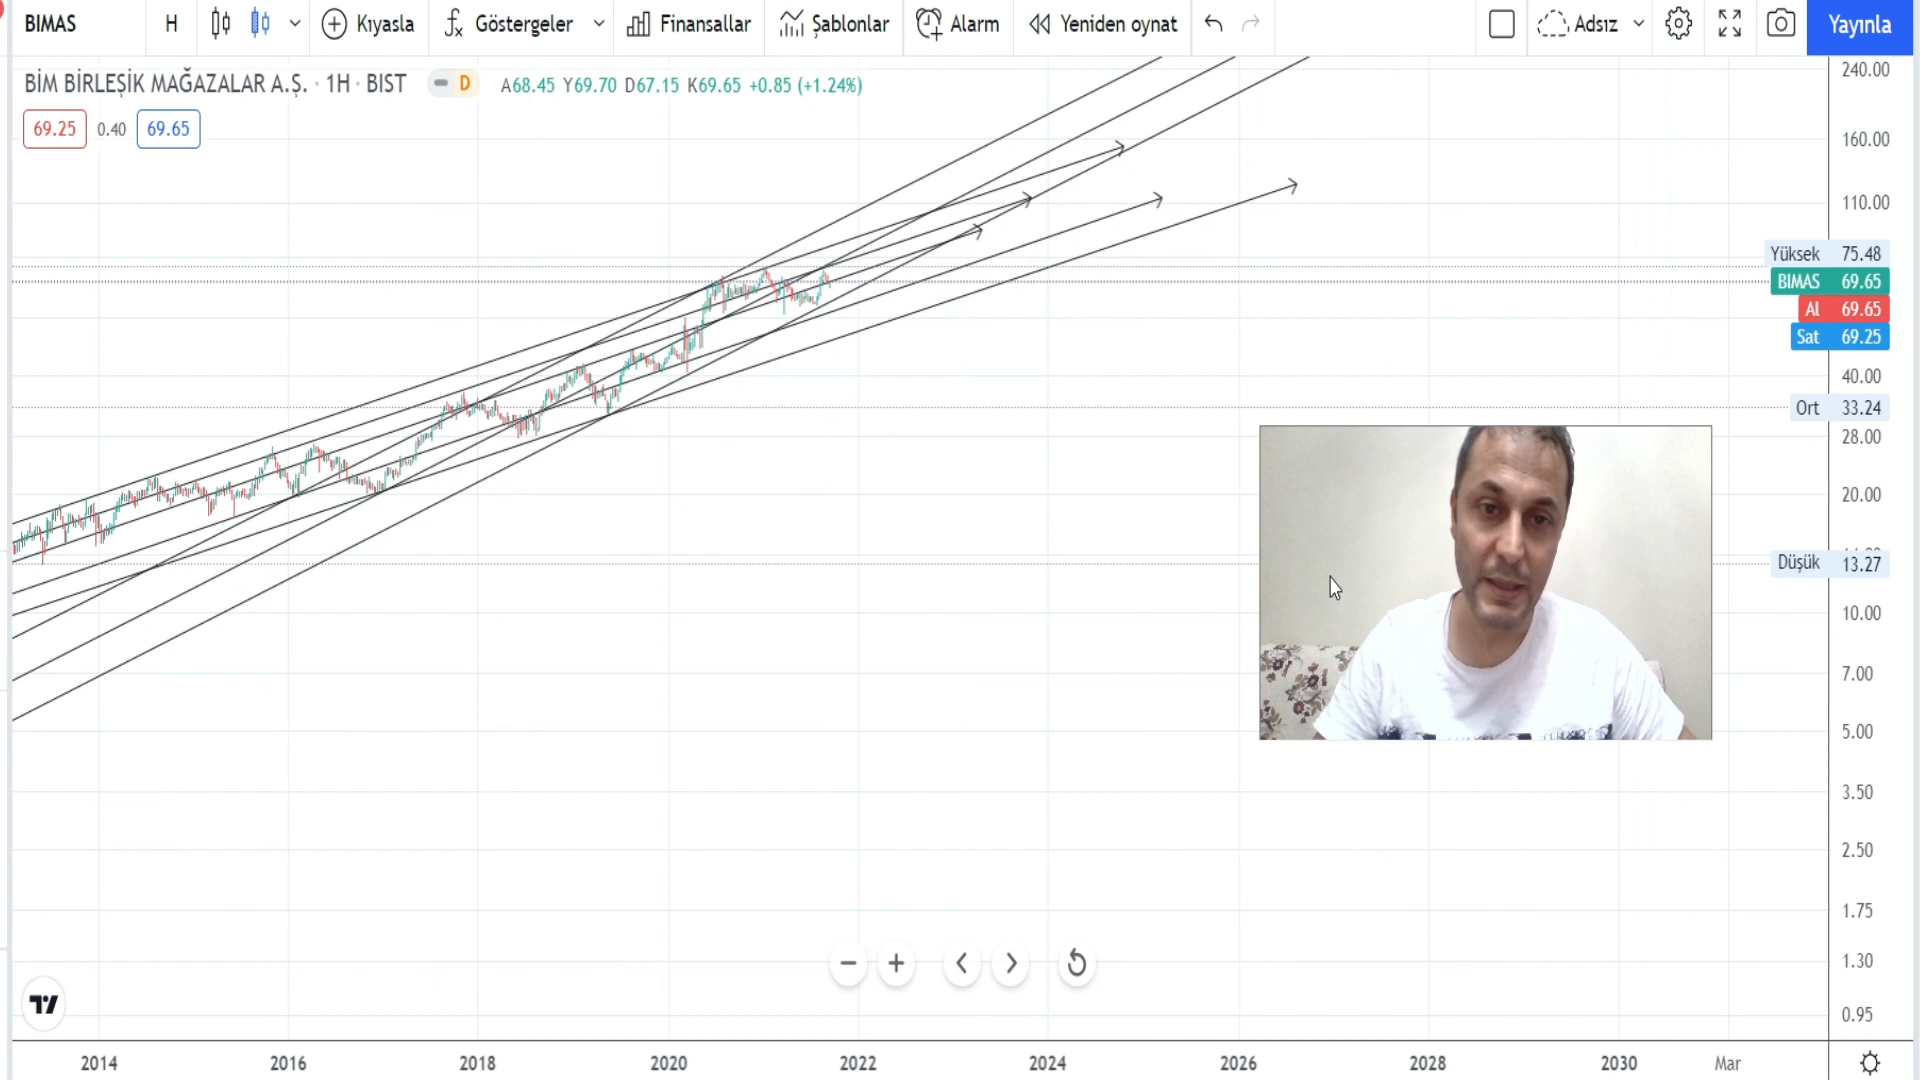 BIMAS H Kıyasla Göstergeler Finansallar Şablonlar Alarm Yeniden oynat Adsız Yayınla
BİM BİRLEŞİK MAĞAZALAR A.Ş. · 1H · BIST D A68.45 Y69.70 D67.15 K69.65 +0.85 (+1.24%)
69.25 0.40 69.65
240.00
160.00
110.00
Yüksek 75.48
BIMAS 69.65
Al 69.65
Sat 69.25
40.00
Ort 33.24
28.00
20.00
Düşük 13.27
10.00
7.00
5.00
3.50
2.50
1.75
1.30
0.95
2014 2016 2018 2020 2022 2024 2026 2028 2030 Mar